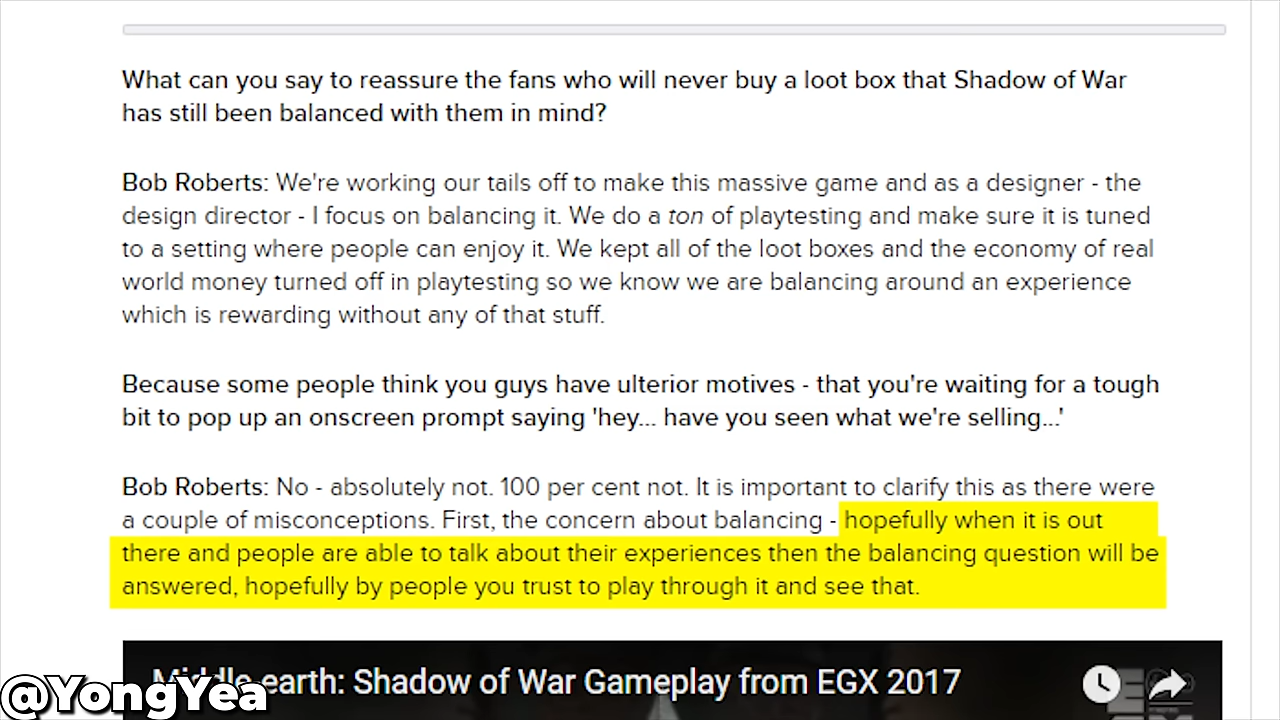 What can you say to reassure the fans who will never buy a loot box that Shadow of War
has still been balanced with them in mind?
Bob Roberts: We're working our tails off to make this massive game and as a designer - the
design director - I focus on balancing it. We do a ton of playtesting and make sure it is tuned
to a setting where people can enjoy it. We kept all of the loot boxes and the economy of real
world money turned off in playtesting so we know we are balancing around an experience
which is rewarding without any of that stuff.
Because some people think you guys have ulterior motives - that you're waiting for a tough
bit to pop up an onscreen prompt saying 'hey... have you seen what we're selling...'
Bob Roberts: No - absolutely not. 100 per cent not. It is important to clarify this as there were
a couple of misconceptions. First, the concern about balancing - hopefully when it is out
there and people are able to talk about their experiences then the balancing question will be
answered, hopefully by people you trust to play through it and see that.
Middle-earth: Shadow of War Gameplay from EGX 2017
@YongYea